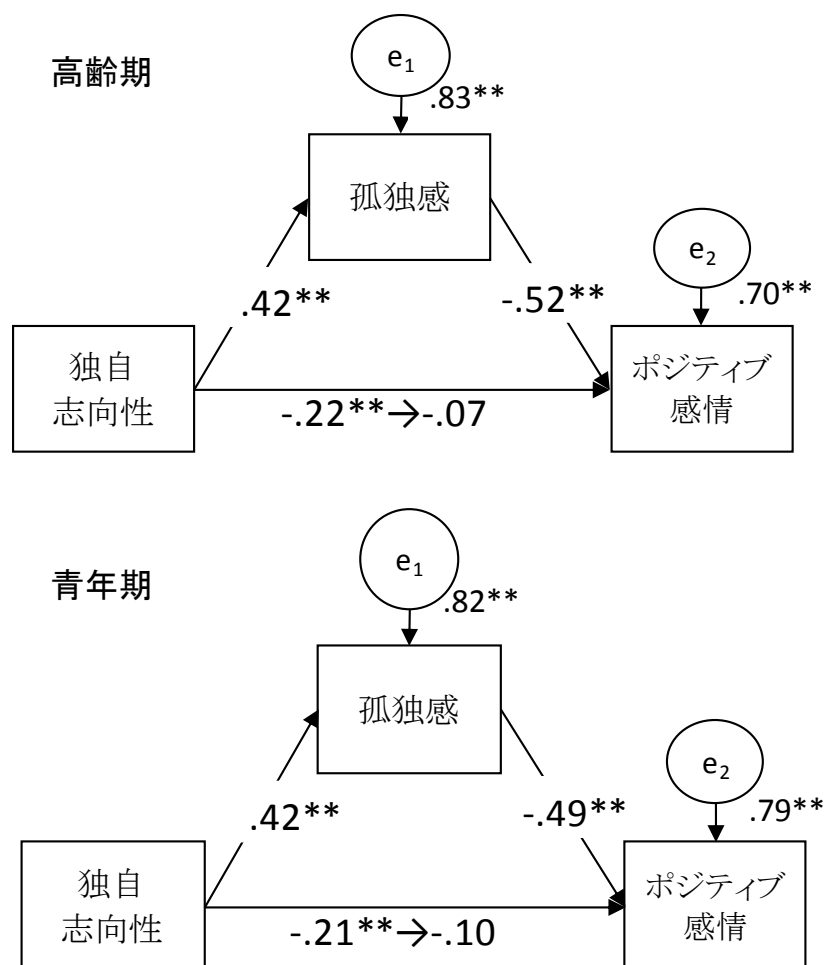 高齢期
e1
.83**
孤独感
e2
.42**
-.52**
.70**
独自
志向性
ポジティブ
感情
-.22**→-.07
青年期
e1
.82**
孤独感
e2
.42**
-.49**
.79**
独自
志向性
ポジティブ
感情
-.21**→-.10